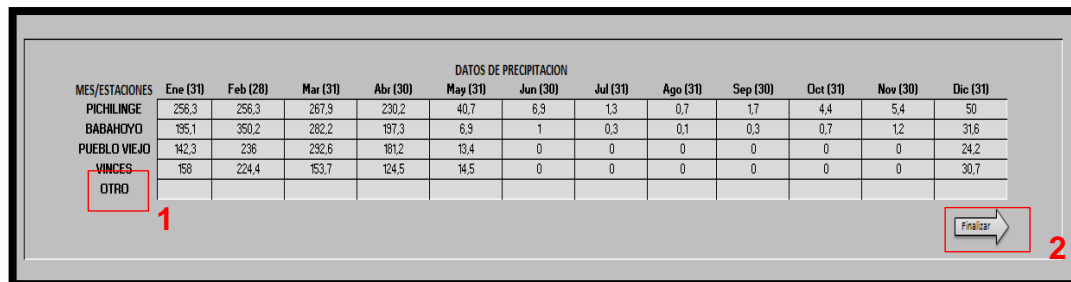 DATOS DE PRECIPITACION
MES/ESTACIONES Ene (31) Feb (28) Mar (31) Abr (30) May (31) Jun (30) Jul (31) Ago (31) Sep (30) Oct (31) Nov (30) Dic (31)
PICHILINGE 256,3 256,3 267,9 230,2 40,7 6,9 1,3 0,7 1,7 4,4 5,4 50
BABAHOYO 195,1 350,2 282,2 197,3 6,9 1 0,3 0,1 0,3 0,7 1,2 31,6
PUEBLO VIEJO 142,3 236 292,6 181,2 13,4 0 0 0 0 0 0 24,2
VINCES 158 224,4 153,7 124,5 14,5 0 0 0 0 0 0 30,7
OTRO
1
Finalizar
2